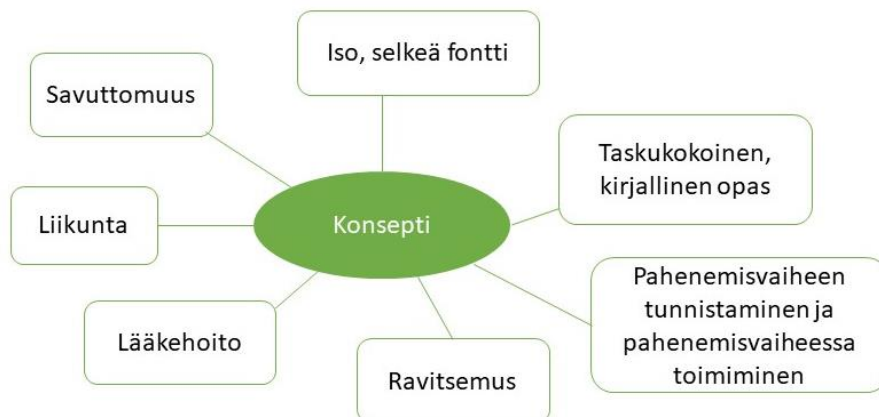 Iso, selkeä fontti
Savuttomuus
Taskukokoinen,
kirjallinen opas
Liikunta
Konsepti
Pahenemisvaiheen
tunnistaminen ja
pahenemisvaiheessa
toimiminen
Lääkehoito
Ravitsemus